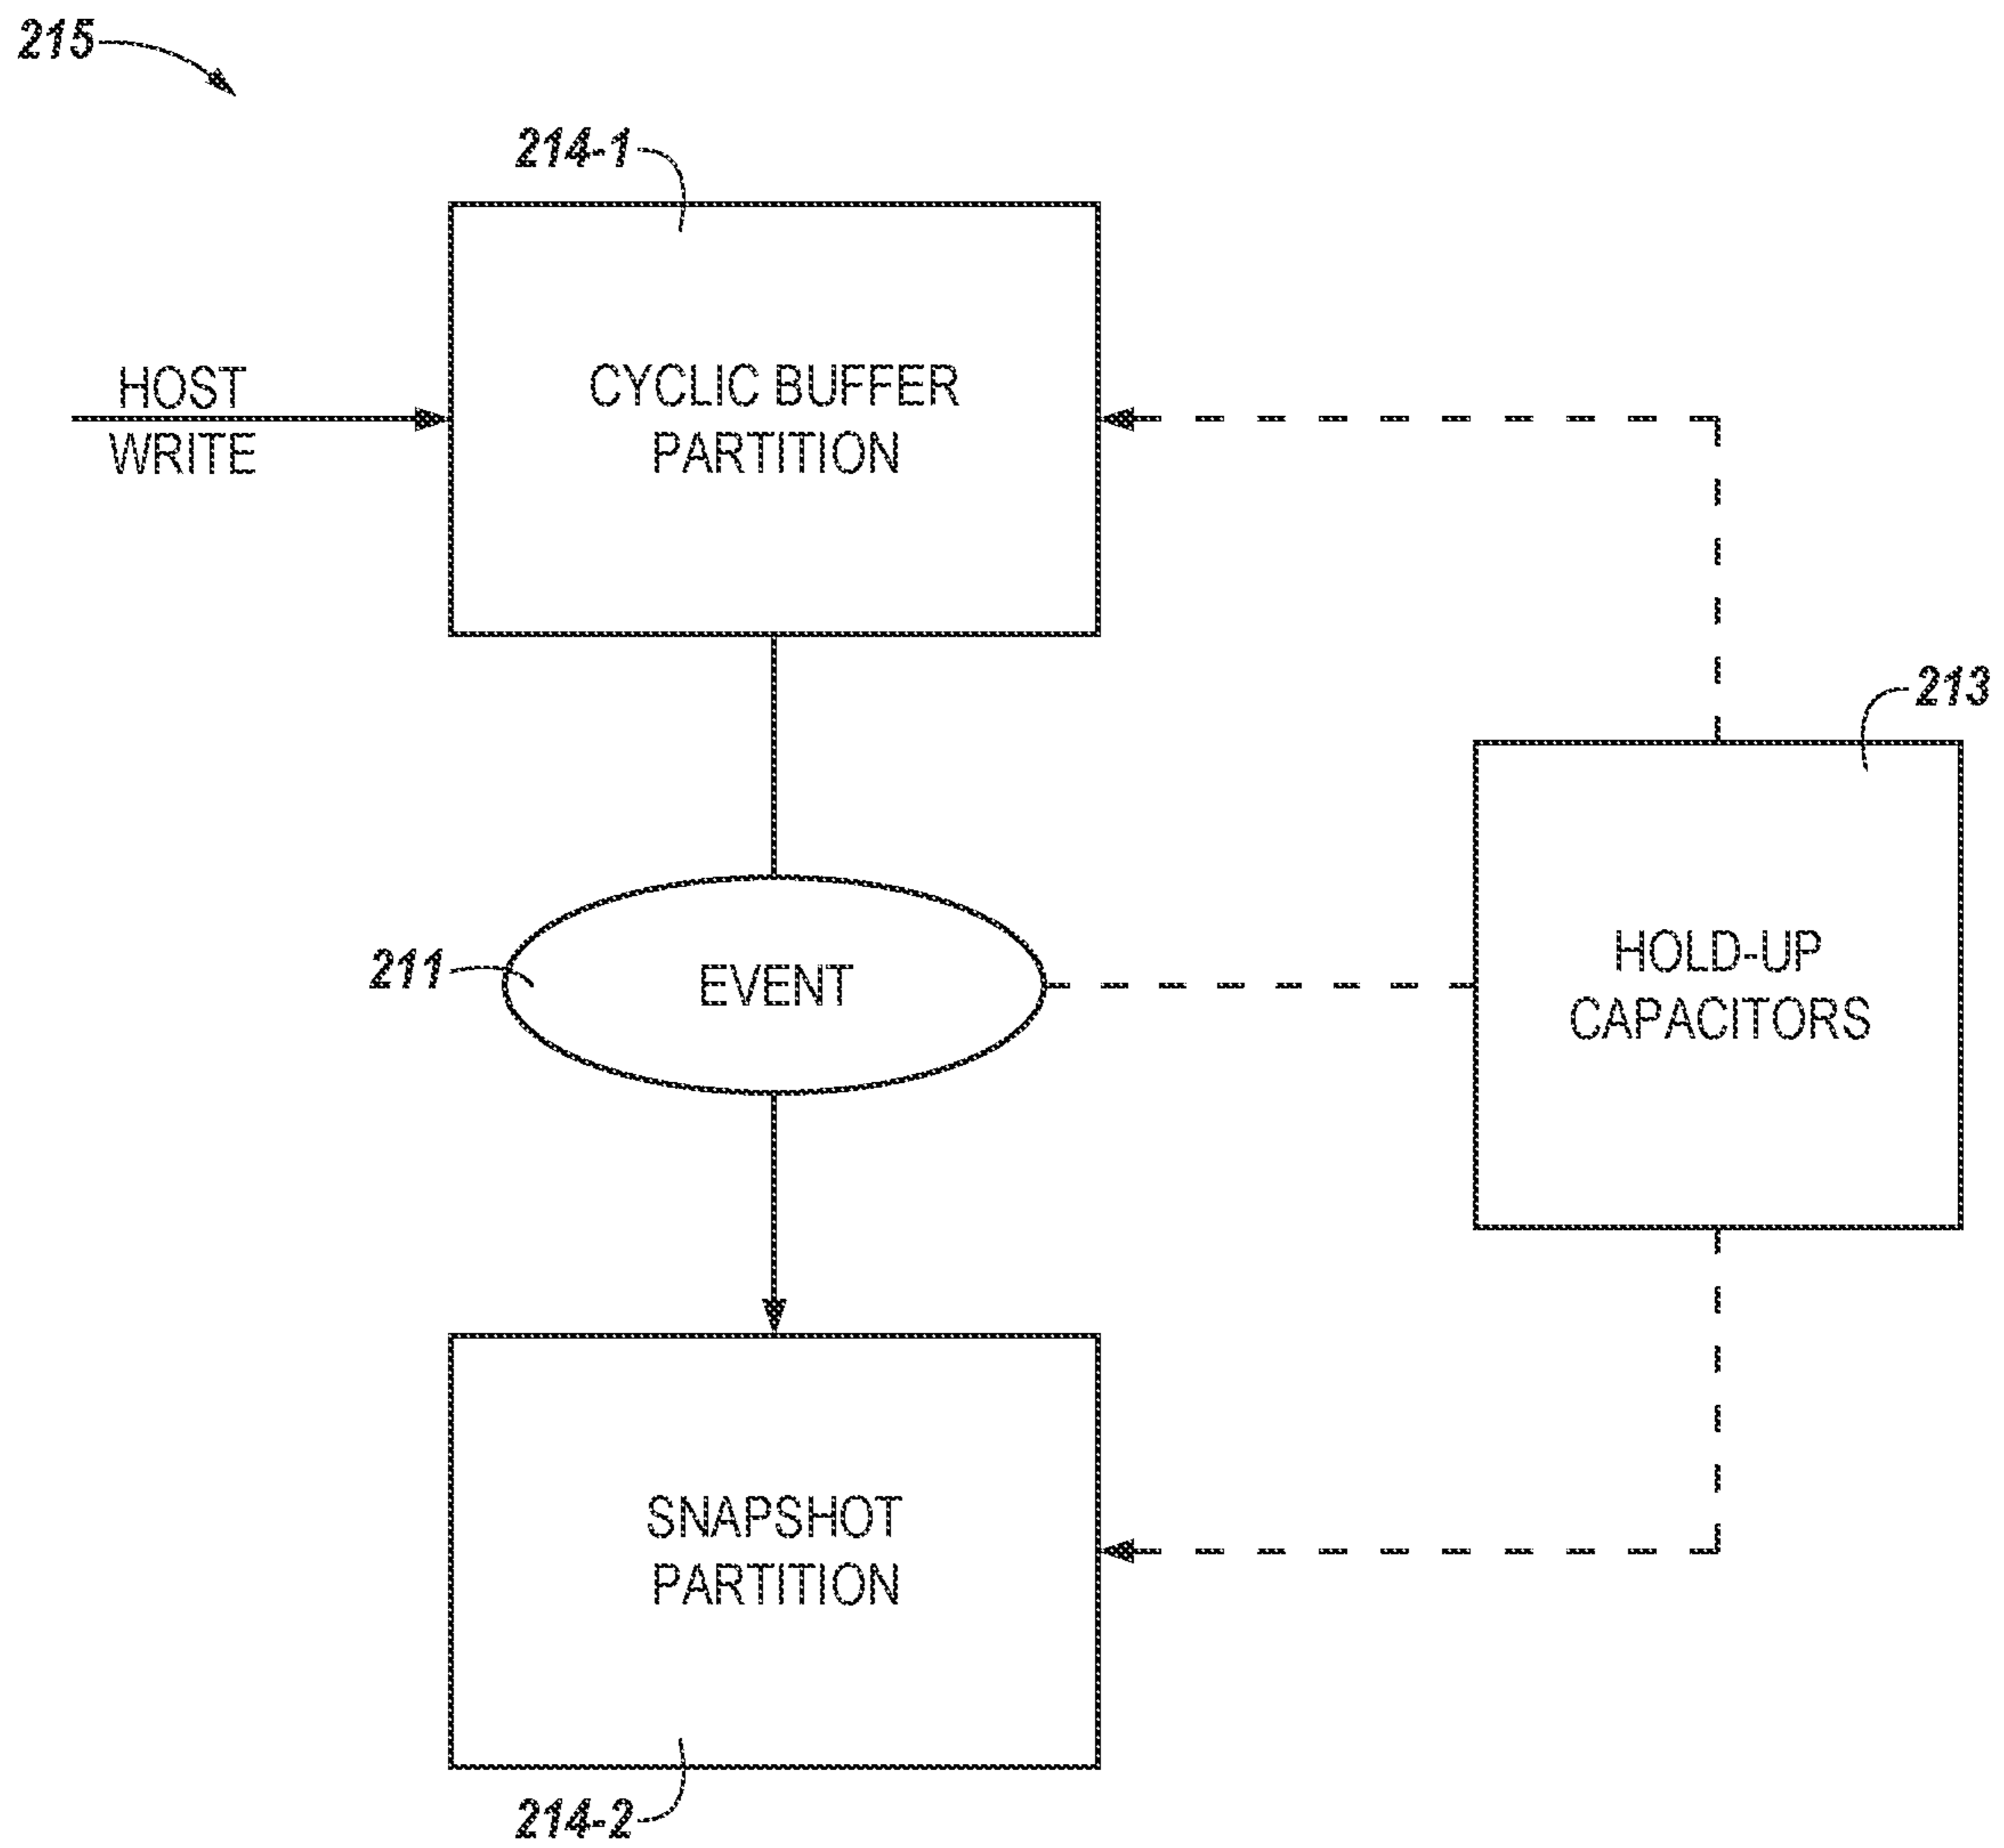 215
214-1
HOST
WRITE
CYCLIC BUFFER
PARTITION
213
211
EVENT
HOLD-UP
CAPACITORS
SNAPSHOT
PARTITION
214-2